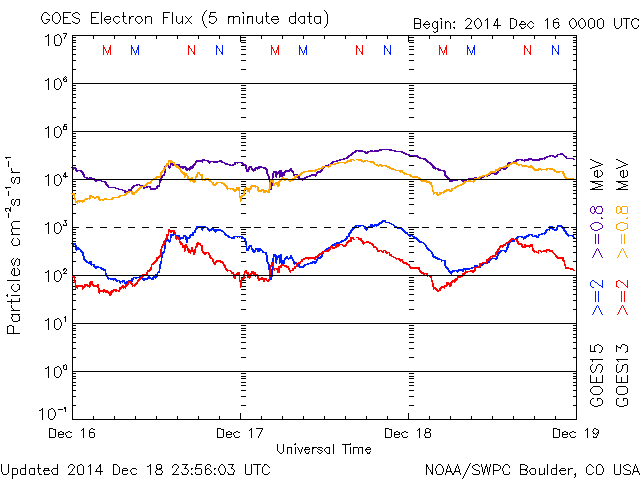 GOES Electron Flux (5 minute data)
Begin: 2014 Dec 16 0000 UTC
10⁷
M M N N M M N N M M N N
10⁶
10⁵
10⁴
10³
10²
10¹
10⁰
10⁻¹
Particles cm⁻²s⁻¹sr⁻¹
Dec 16 Dec 17 Dec 18 Dec 19
Universal Time
GOES15 >=2 >=0.8 MeV
GOES13 >=2 >=0.8 MeV
Updated 2014 Dec 18 23:56:03 UTC
NOAA/SWPC Boulder, CO USA